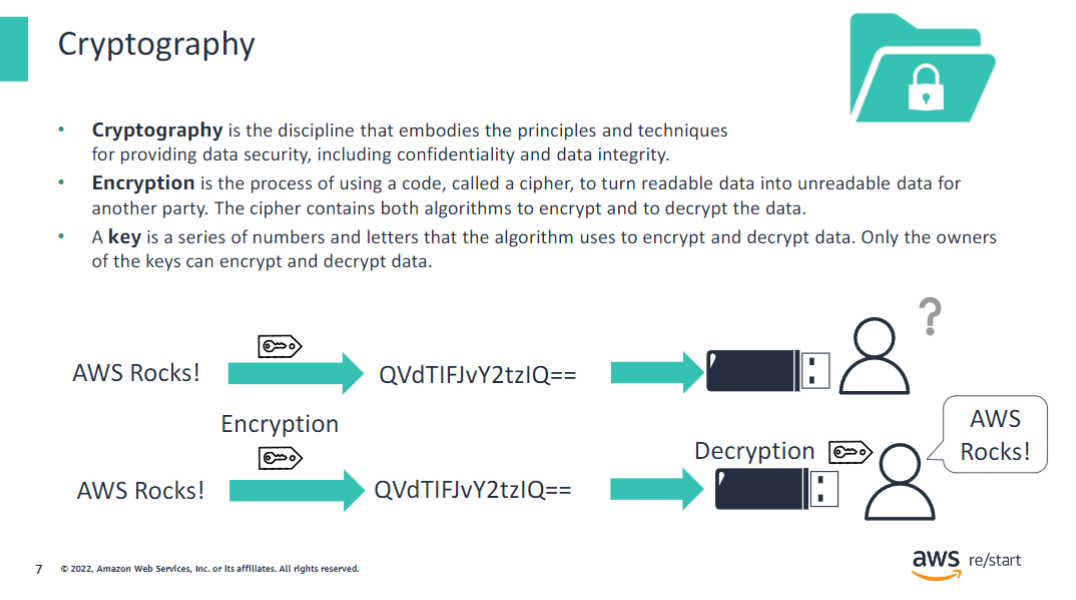 Cryptography
• Cryptography is the discipline that embodies the principles and techniques
for providing data security, including confidentiality and data integrity.
• Encryption is the process of using a code, called a cipher, to turn readable data into unreadable data for
another party. The cipher contains both algorithms to encrypt and to decrypt the data.
• A key is a series of numbers and letters that the algorithm uses to encrypt and decrypt data. Only the owners
of the keys can encrypt and decrypt data.
?
AWS Rocks!
QVdTIFJvY2tzIQ==
Encryption
AWS
Rocks!
Decryption
AWS Rocks!
QVdTIFJvY2tzIQ==
7
© 2022, Amazon Web Services, Inc. or its affiliates. All rights reserved.
aws re/start